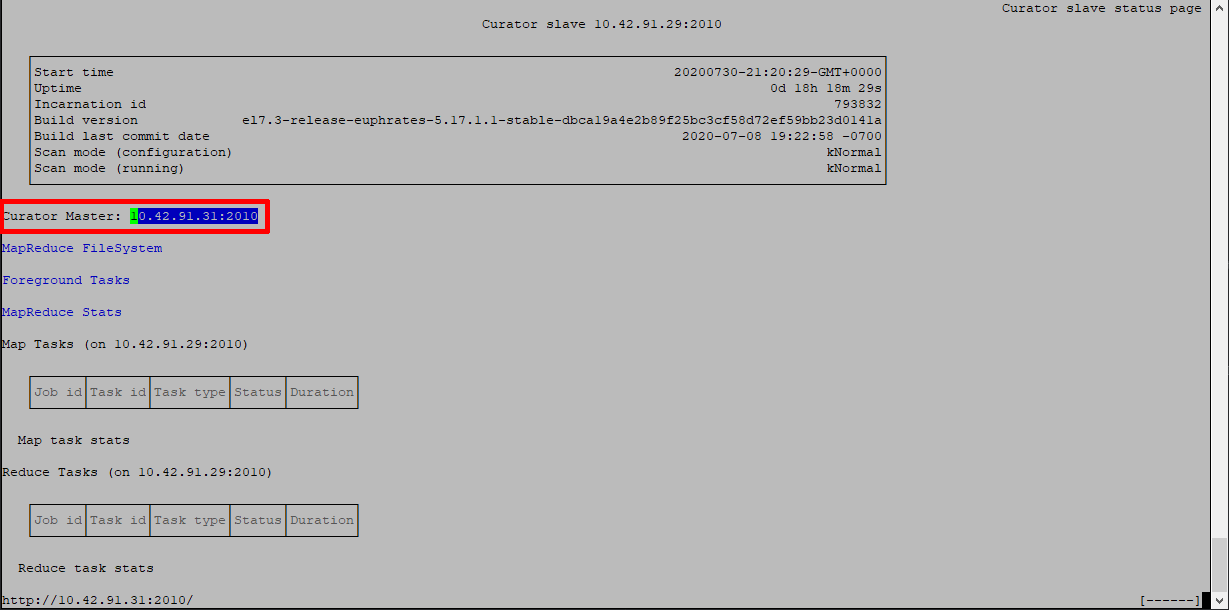 Curator slave status page
Curator slave 10.42.91.29:2010
Start time 20200730-21:20:29-GMT+0000
Uptime 0d 18h 18m 29s
Incarnation id 793832
Build version el7.3-release-euphrates-5.17.1.1-stable-dbca19a4e2b89f25bc3cf58d72ef59bb23d0141a
Build last commit date 2020-07-08 19:22:58 -0700
Scan mode (configuration) kNormal
Scan mode (running) kNormal
Curator Master: 10.42.91.31:2010
MapReduce FileSystem
Foreground Tasks
MapReduce Stats
Map Tasks (on 10.42.91.29:2010)
Job id Task id Task type Status Duration
Map task stats
Reduce Tasks (on 10.42.91.29:2010)
Job id Task id Task type Status Duration
Reduce task stats
http://10.42.91.31:2010/ [------]